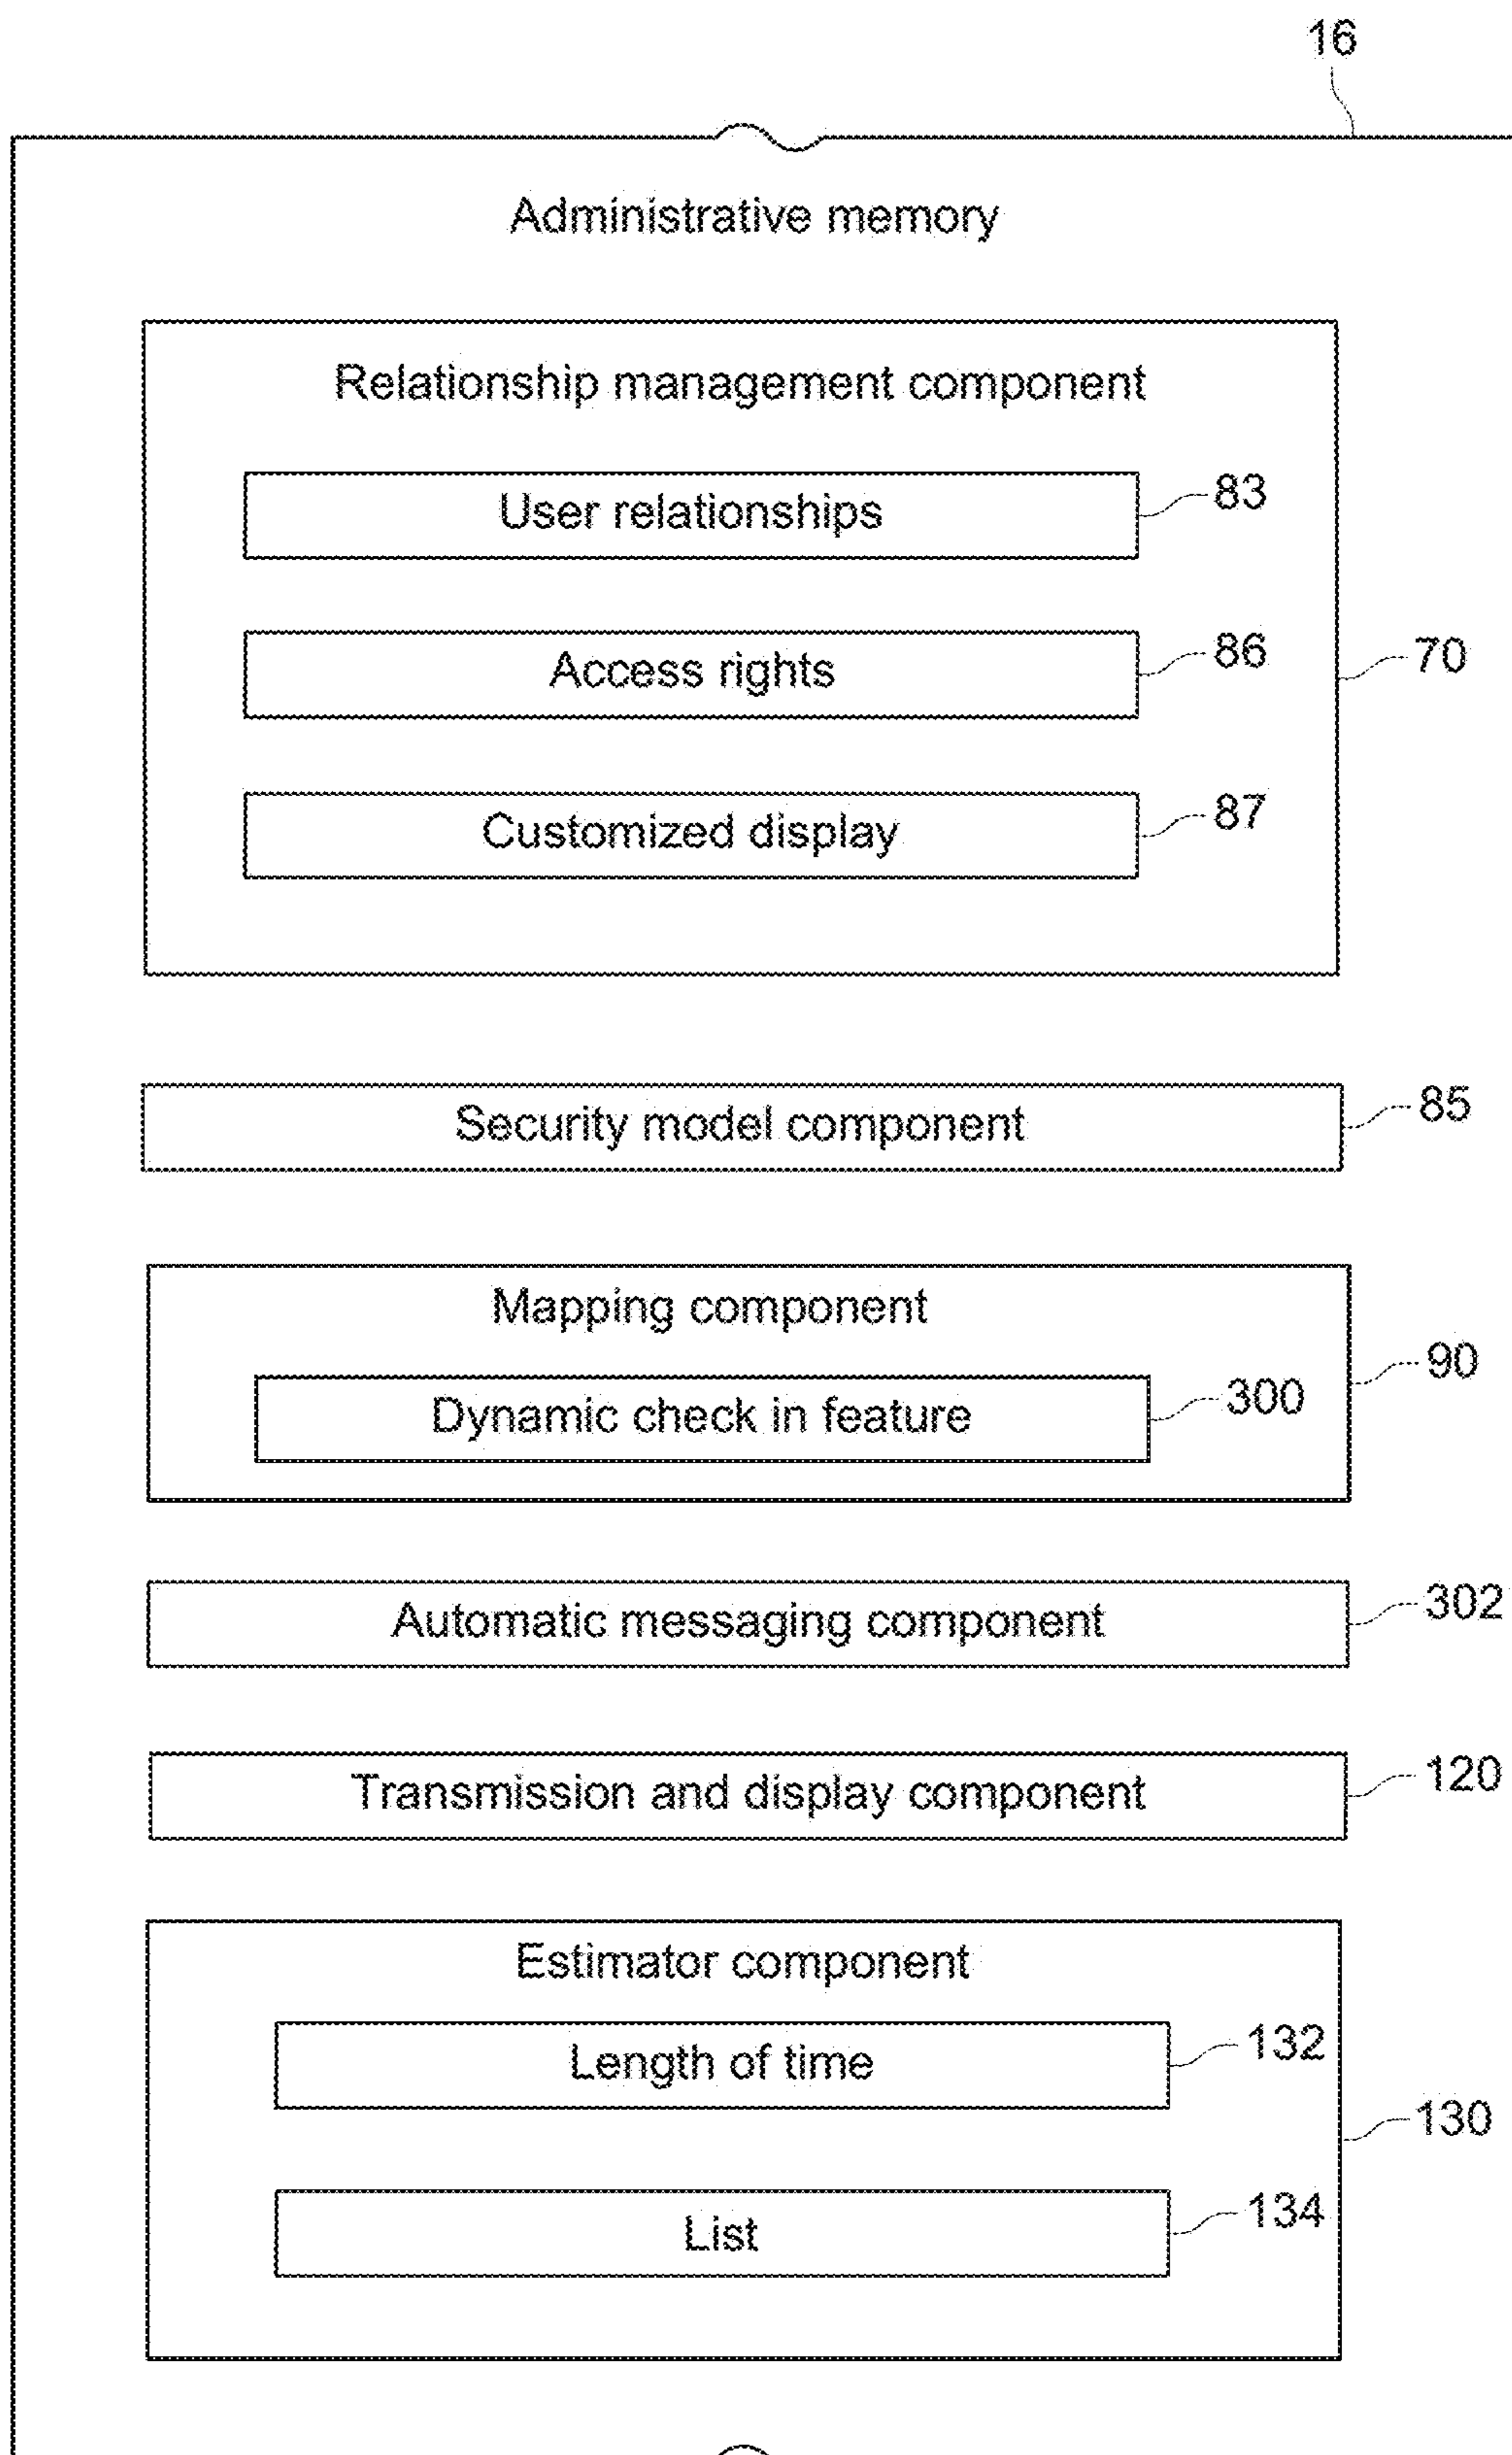 16
Administrative memory
Relationship management component
User relationships
83
Access rights
86
70
Customized display
87
Security model component
85
Mapping component
90
Dynamic check in feature
300
Automatic messaging component
302
Transmission and display component
120
Estimator component
Length of time
132
130
List
134